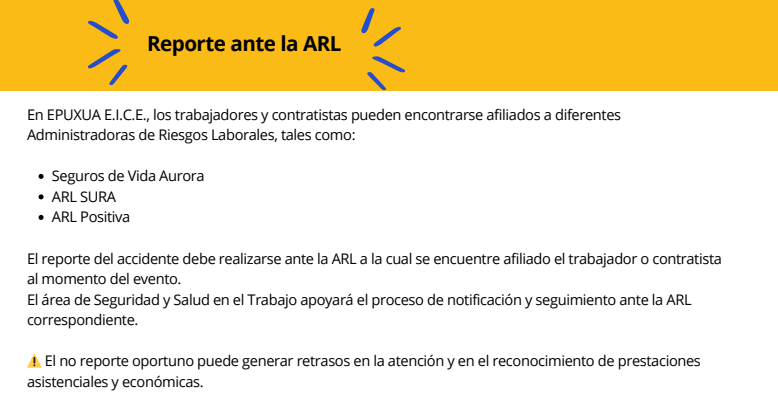 Reporte ante la ARL
En EPUXUA E.I.C.E., los trabajadores y contratistas pueden encontrarse afiliados a diferentes
Administradoras de Riesgos Laborales, tales como:
• Seguros de Vida Aurora
• ARL SURA
• ARL Positiva
El reporte del accidente debe realizarse ante la ARL a la cual se encuentre afiliado el trabajador o contratista
al momento del evento.
El área de Seguridad y Salud en el Trabajo apoyará el proceso de notificación y seguimiento ante la ARL
correspondiente.
⚠️ El no reporte oportuno puede generar retrasos en la atención y en el reconocimiento de prestaciones
asistenciales y económicas.